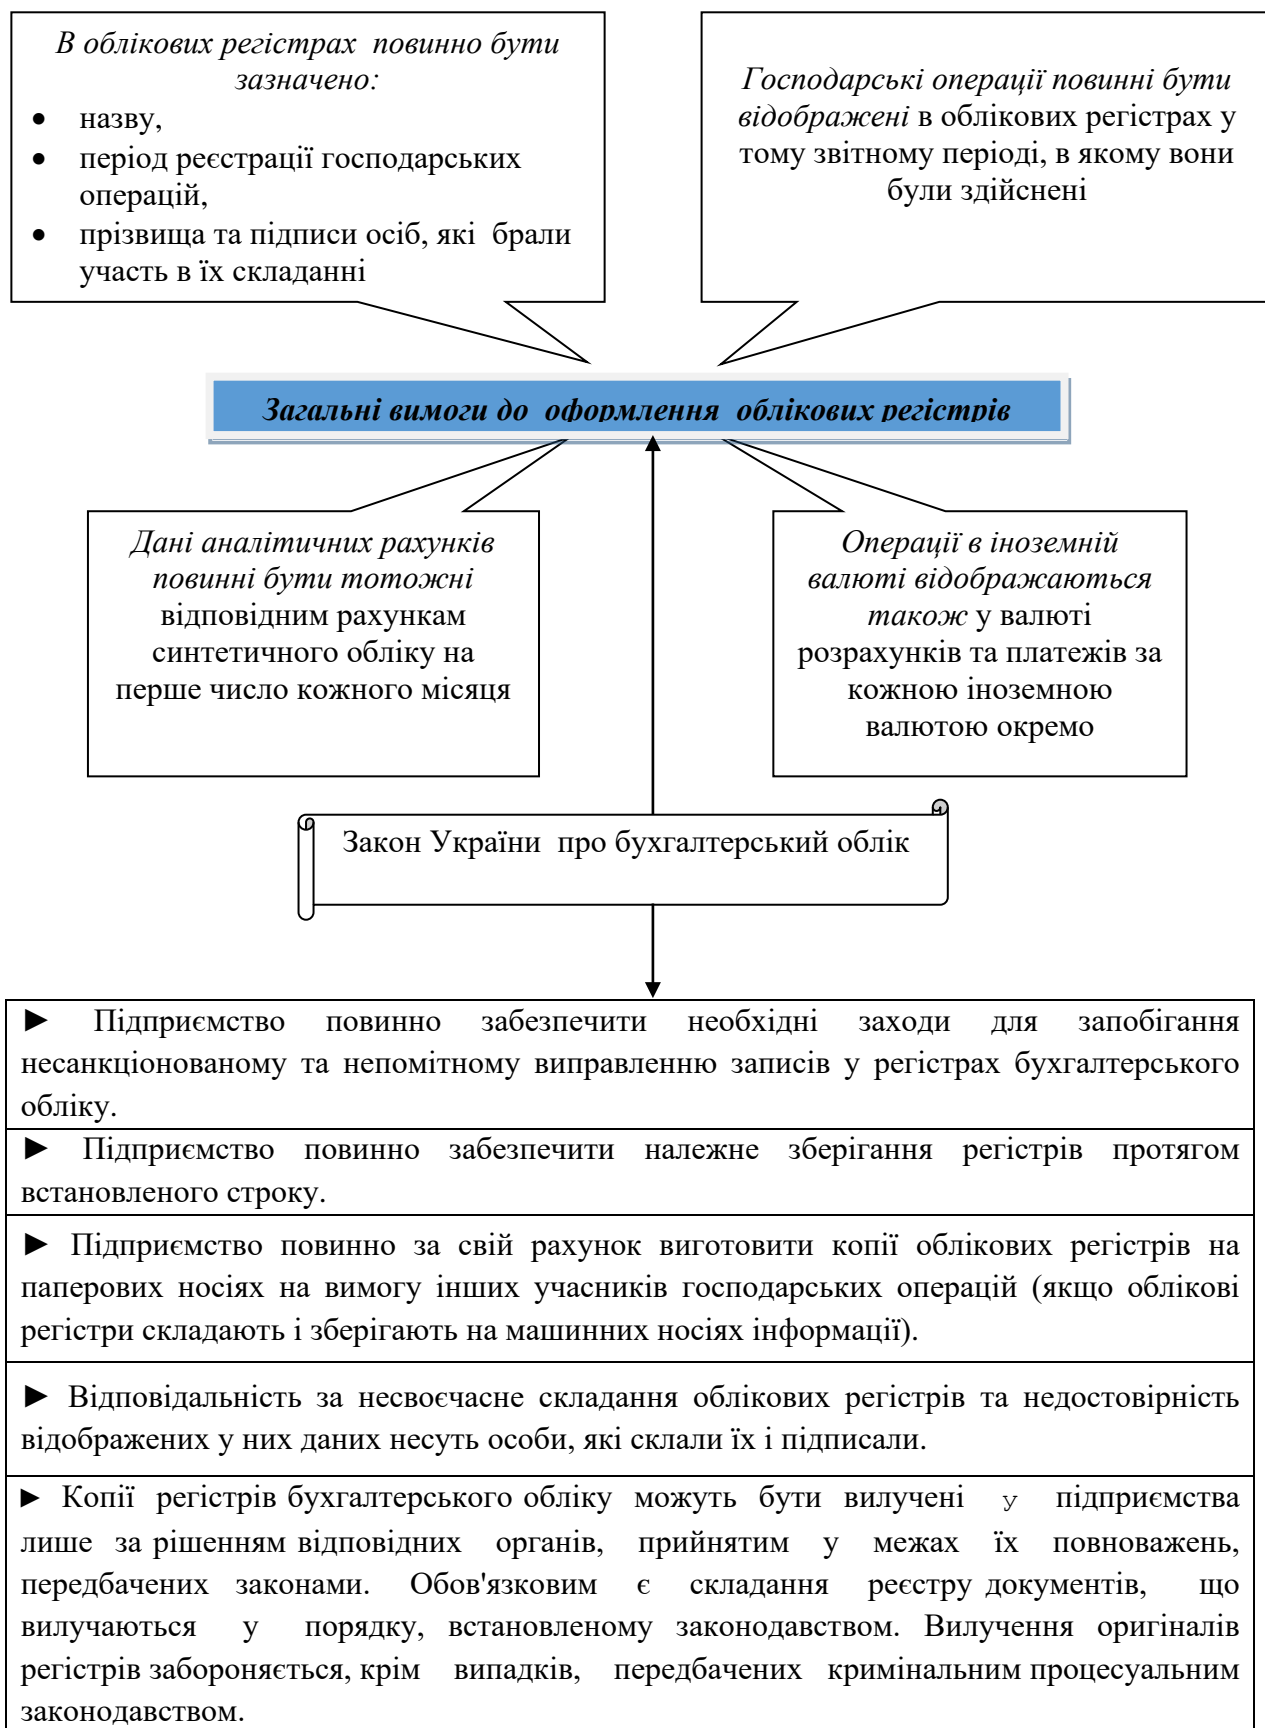 В облікових регістрах повинно бути
зазначено:
• назву,
• період реєстрації господарських
операцій,
• прізвища та підписи осіб, які брали
участь в їх складанні
Господарські операції повинні бути
відображені в облікових регістрах у
тому звітному періоді, в якому вони
були здійснені
Загальні вимоги до оформлення облікових регістрів
Дані аналітичних рахунків
повинні бути тотожні
відповідним рахункам
синтетичного обліку на
перше число кожного місяця
Операції в іноземній
валюті відображаються
також у валюті
розрахунків та платежів за
кожною іноземною
валютою окремо
Закон України про бухгалтерський облік
► Підприємство повинно забезпечити необхідні заходи для запобігання
несанкціонованому та непомітному виправленню записів у регістрах бухгалтерського
обліку.
► Підприємство повинно забезпечити належне зберігання регістрів протягом
встановленого строку.
► Підприємство повинно за свій рахунок виготовити копії облікових регістрів на
паперових носіях на вимогу інших учасників господарських операцій (якщо облікові
регістри складають і зберігають на машинних носіях інформації).
► Відповідальність за несвоєчасне складання облікових регістрів та недостовірність
відображених у них даних несуть особи, які склали їх і підписали.
► Копії регістрів бухгалтерського обліку можуть бути вилучені у підприємства
лише за рішенням відповідних органів, прийнятим у межах їх повноважень,
передбачених законами. Обов'язковим є складання реєстру документів, що
вилучаються у порядку, встановленому законодавством. Вилучення оригіналів
регістрів забороняється, крім випадків, передбачених кримінальним процесуальним
законодавством.